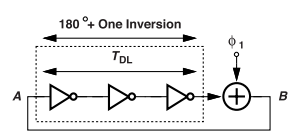 180° + One Inversion
ϕ1
TDL
A
B